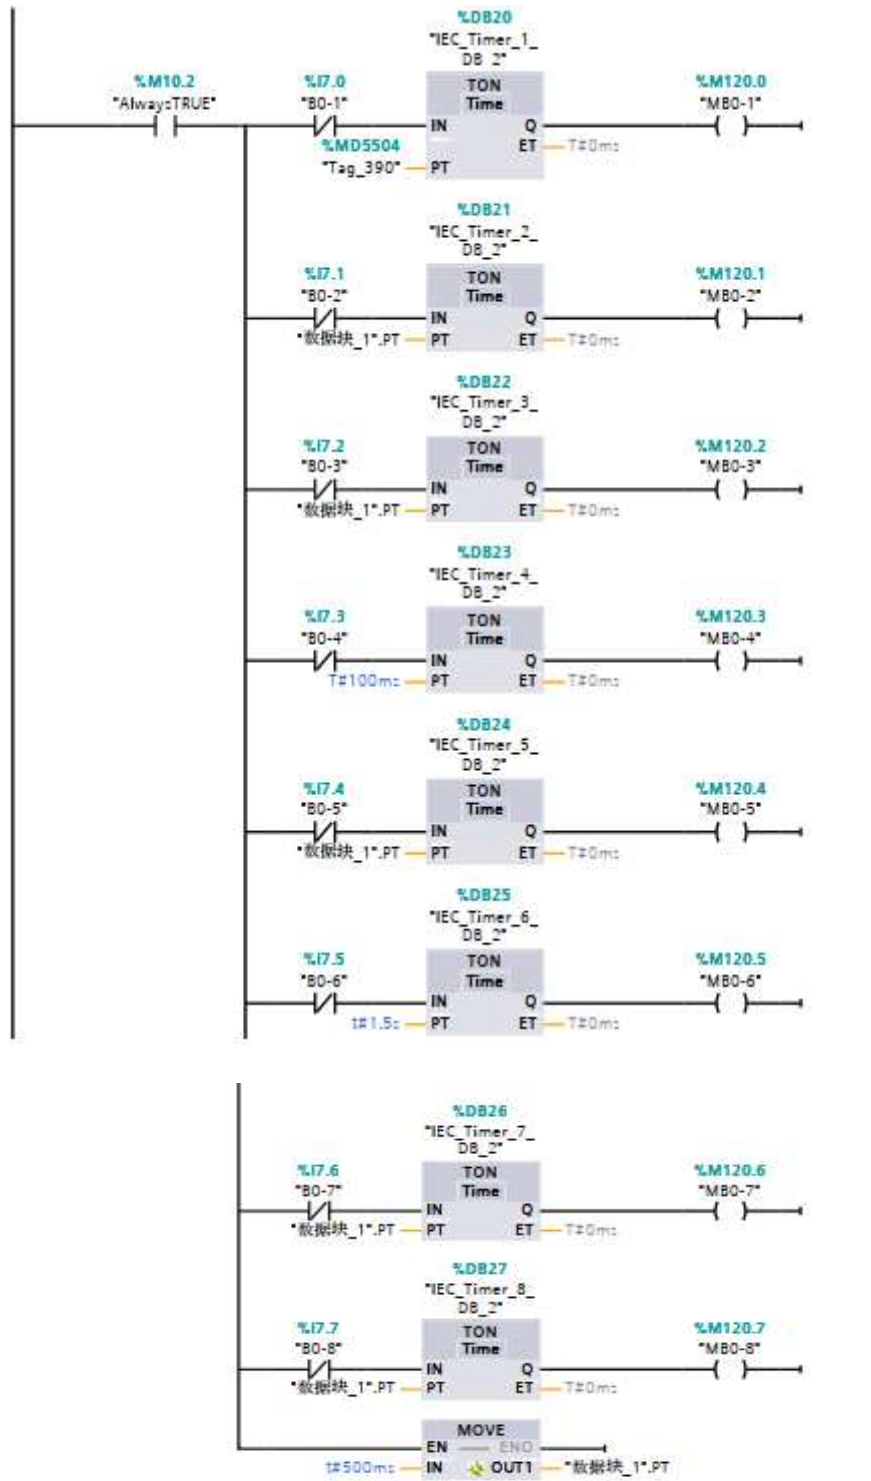 %DB20
"IEC_Timer_1_
DB_2"
%M10.2 %I7.0 TON %M120.0
"AlwaysTRUE" "B0-1" Time "MB0-1"
IN Q
%MD5504 ET T#0ms
"Tag_390" PT
%DB21
"IEC_Timer_2_
DB_2"
%I7.1 TON %M120.1
"B0-2" Time "MB0-2"
IN Q
"数据块_1".PT PT ET T#0ms
%DB22
"IEC_Timer_3_
DB_2"
%I7.2 TON %M120.2
"B0-3" Time "MB0-3"
IN Q
"数据块_1".PT PT ET T#0ms
%DB23
"IEC_Timer_4_
DB_2"
%I7.3 TON %M120.3
"B0-4" Time "MB0-4"
IN Q
T#100ms PT ET T#0ms
%DB24
"IEC_Timer_5_
DB_2"
%I7.4 TON %M120.4
"B0-5" Time "MB0-5"
IN Q
"数据块_1".PT PT ET T#0ms
%DB25
"IEC_Timer_6_
DB_2"
%I7.5 TON %M120.5
"B0-6" Time "MB0-6"
IN Q
t#1.5s PT ET T#0ms
%DB26
"IEC_Timer_7_
DB_2"
%I7.6 TON %M120.6
"B0-7" Time "MB0-7"
IN Q
"数据块_1".PT PT ET T#0ms
%DB27
"IEC_Timer_8_
DB_2"
%I7.7 TON %M120.7
"B0-8" Time "MB0-8"
IN Q
"数据块_1".PT PT ET T#0ms
MOVE
EN ENO
t#500ms IN OUT1 "数据块_1".PT